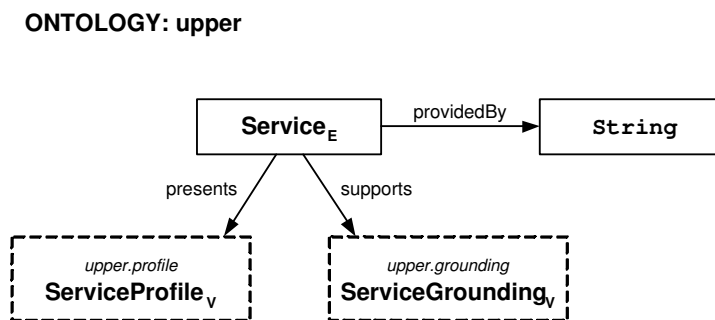 ONTOLOGY: upper
Service_E
providedBy
String
presents
supports
upper.profile
ServiceProfile_V
upper.grounding
ServiceGrounding_V